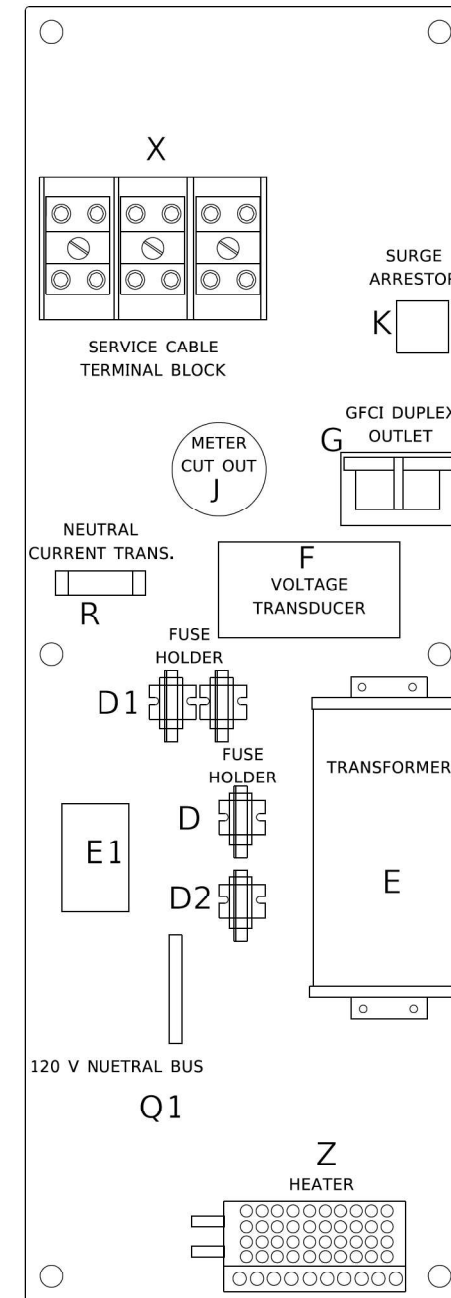 X
SERVICE CABLE
TERMINAL BLOCK
SURGE
ARRESTOR
K
METER
CUT OUT
J
GFCI DUPLEX
OUTLET
G
NEUTRAL
CURRENT TRANS.
R
F
VOLTAGE
TRANSDUCER
FUSE
HOLDER
D1
FUSE
HOLDER
D
TRANSFORMER
E
E1
D2
120 V NUETRAL BUS
Q1
Z
HEATER